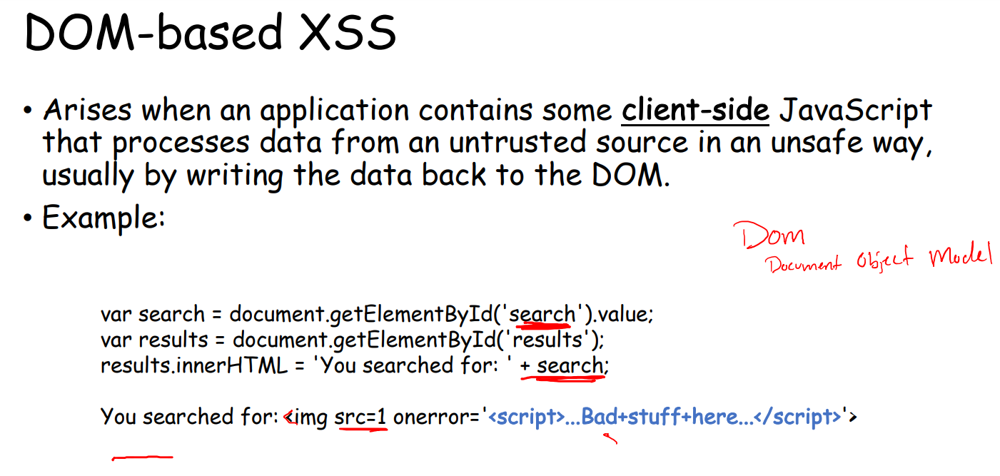 DOM-based XSS
• Arises when an application contains some client-side JavaScript
that processes data from an untrusted source in an unsafe way,
usually by writing the data back to the DOM.
• Example:
Dom
Document Object Model
var search = document.getElementById('search').value;
var results = document.getElementById('results');
results.innerHTML = 'You searched for: ' + search;
You searched for: <img src=1 onerror='<script>...Bad+stuff+here...</script>'>